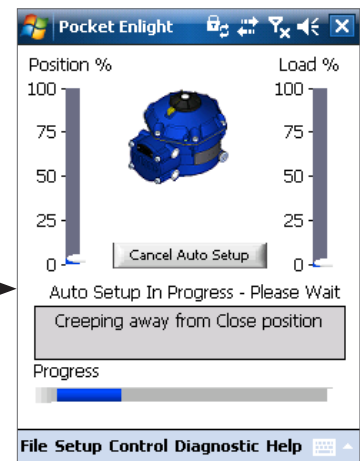 Pocket Enlight
Position % Load %
100 100
75 75
50 50
25 25
0 0
Cancel Auto Setup
Auto Setup In Progress - Please Wait
Creeping away from Close position
Progress
File Setup Control Diagnostic Help